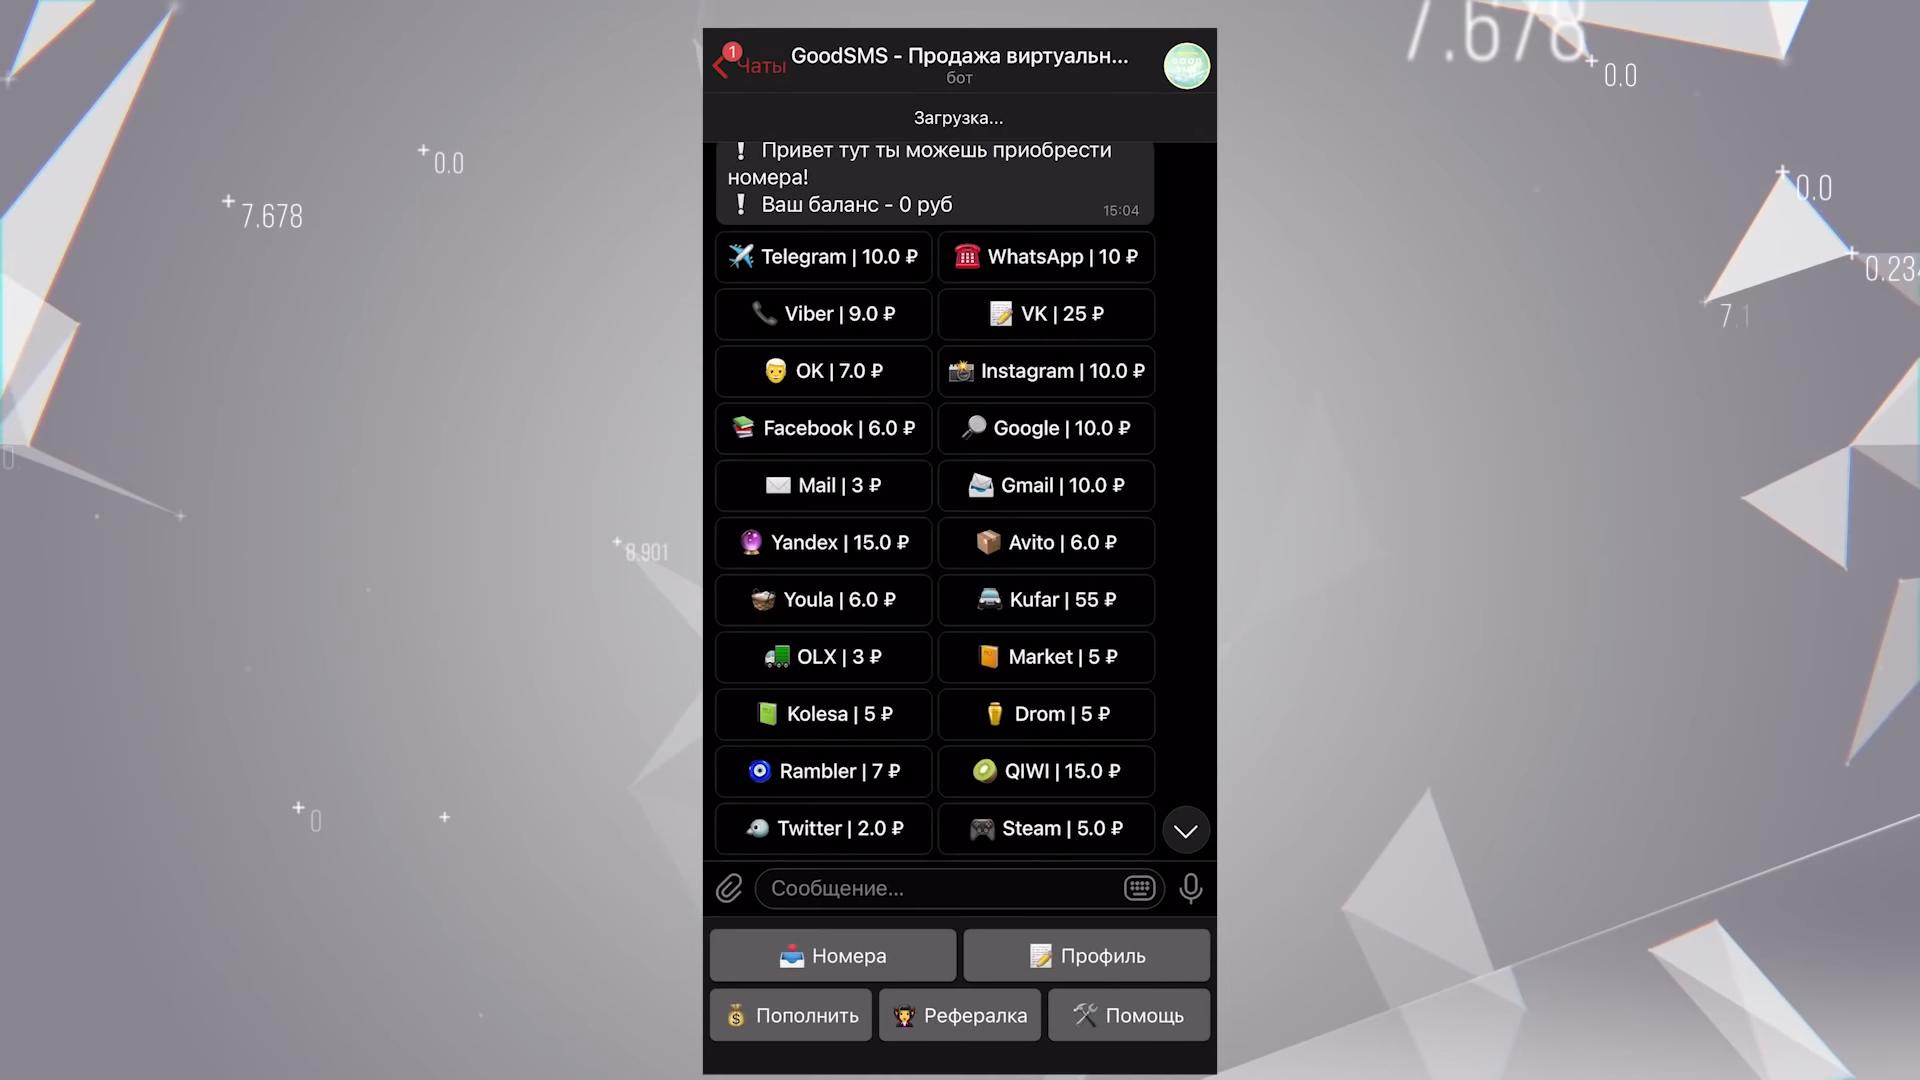 7.678
0.0
0.0
7.678
0.0
0.234
7.1
8.901
0
1
Чаты
GoodSMS - Продажа виртуальн...
бот
Загрузка...
❗ Привет тут ты можешь приобрести
номера!
❗ Ваш баланс - 0 руб
15:04
Telegram | 10.0 ₽
WhatsApp | 10 ₽
Viber | 9.0 ₽
VK | 25 ₽
OK | 7.0 ₽
Instagram | 10.0 ₽
Facebook | 6.0 ₽
Google | 10.0 ₽
Mail | 3 ₽
Gmail | 10.0 ₽
Yandex | 15.0 ₽
Avito | 6.0 ₽
Youla | 6.0 ₽
Kufar | 55 ₽
OLX | 3 ₽
Market | 5 ₽
Kolesa | 5 ₽
Drom | 5 ₽
Rambler | 7 ₽
QIWI | 15.0 ₽
Twitter | 2.0 ₽
Steam | 5.0 ₽
Сообщение...
Номера
Профиль
Пополнить
Рефералка
Помощь